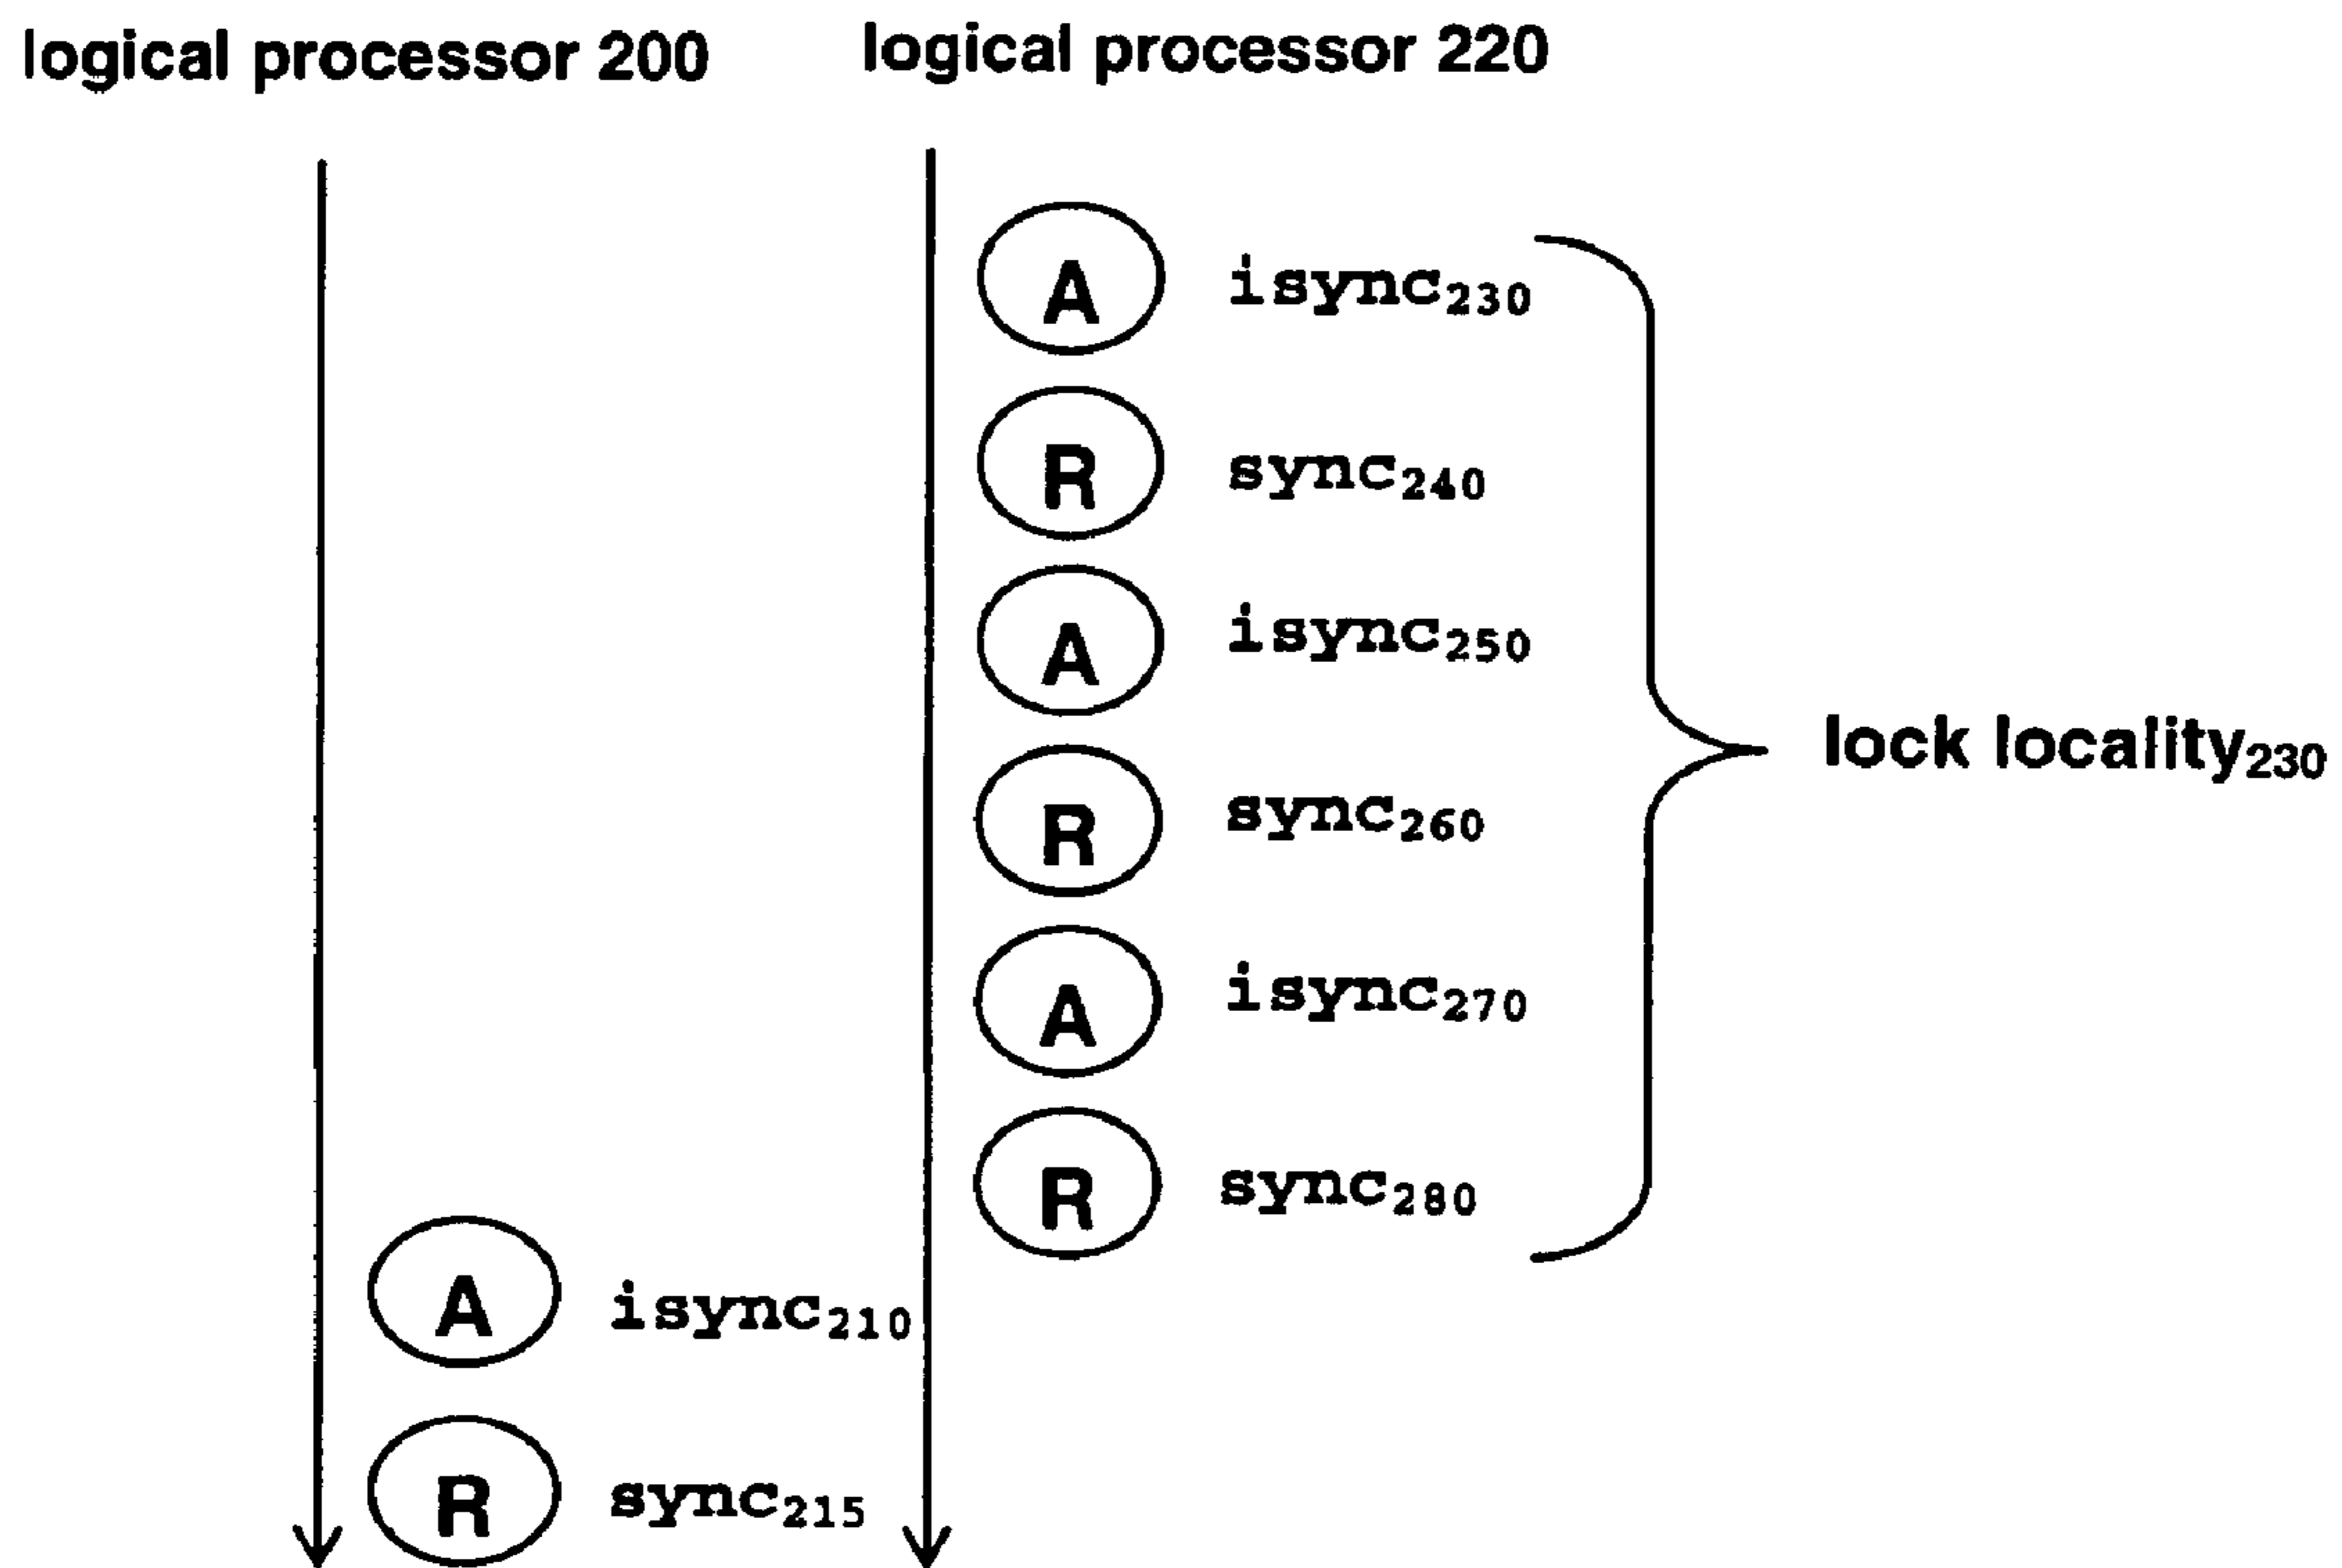 logical processor 200
logical processor 220
A isync230
R sync240
A isync250
R sync260
A isync270
R sync280
lock locality230
A isync210
R sync215